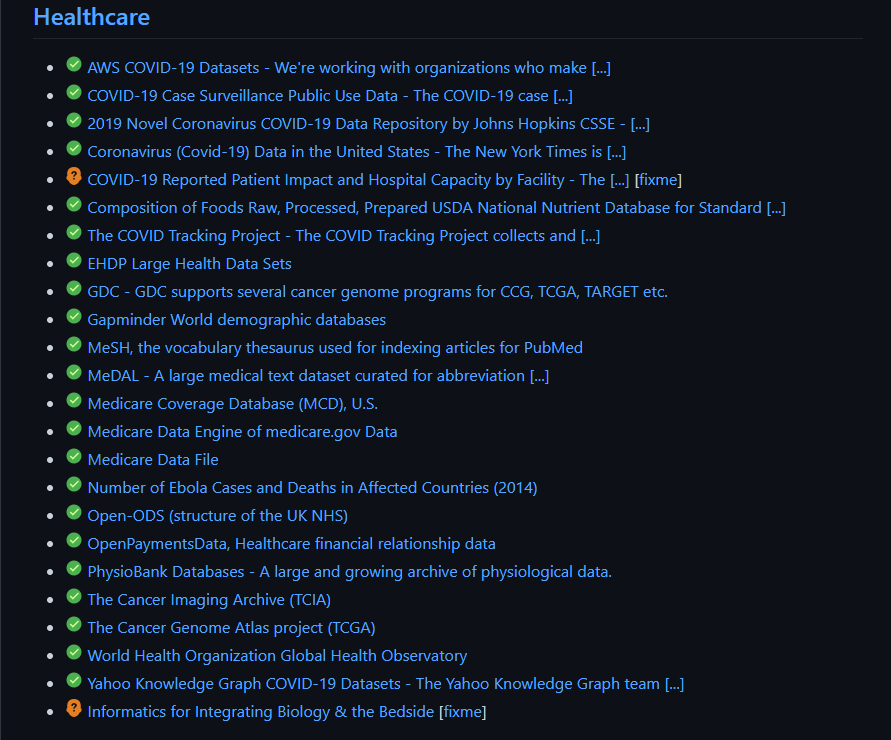 Healthcare
AWS COVID-19 Datasets - We're working with organizations who make [...]
COVID-19 Case Surveillance Public Use Data - The COVID-19 case [...]
2019 Novel Coronavirus COVID-19 Data Repository by Johns Hopkins CSSE - [...]
Coronavirus (Covid-19) Data in the United States - The New York Times is [...]
COVID-19 Reported Patient Impact and Hospital Capacity by Facility - The [...] [fixme]
Composition of Foods Raw, Processed, Prepared USDA National Nutrient Database for Standard [...]
The COVID Tracking Project - The COVID Tracking Project collects and [...]
EHDP Large Health Data Sets
GDC - GDC supports several cancer genome programs for CCG, TCGA, TARGET etc.
Gapminder World demographic databases
MeSH, the vocabulary thesaurus used for indexing articles for PubMed
MeDAL - A large medical text dataset curated for abbreviation [...]
Medicare Coverage Database (MCD), U.S.
Medicare Data Engine of medicare.gov Data
Medicare Data File
Number of Ebola Cases and Deaths in Affected Countries (2014)
Open-ODS (structure of the UK NHS)
OpenPaymentsData, Healthcare financial relationship data
PhysioBank Databases - A large and growing archive of physiological data.
The Cancer Imaging Archive (TCIA)
The Cancer Genome Atlas project (TCGA)
World Health Organization Global Health Observatory
Yahoo Knowledge Graph COVID-19 Datasets - The Yahoo Knowledge Graph team [...]
Informatics for Integrating Biology & the Bedside [fixme]